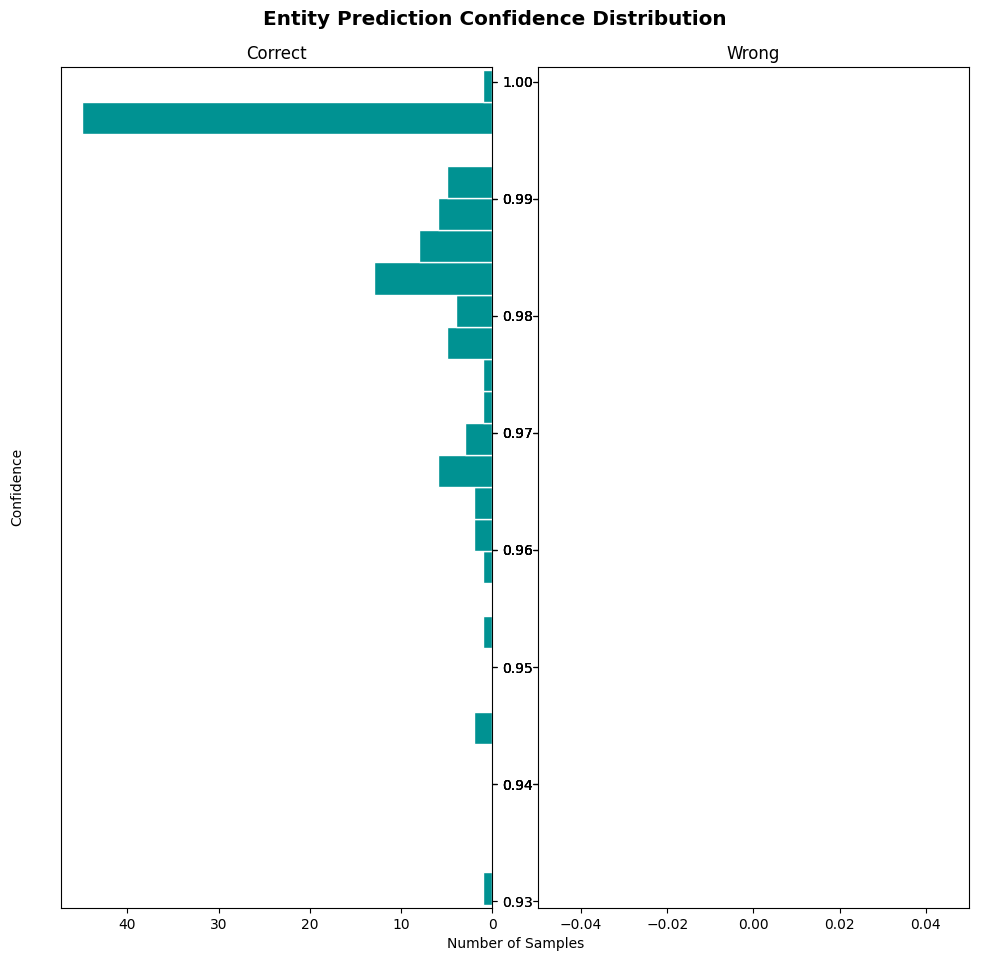 Entity Prediction Confidence Distribution
Correct
Wrong
1.00
0.99
0.98
0.97
0.96
0.95
0.94
0.93
Confidence
40 30 20 10 0
−0.04 −0.02 0.00 0.02 0.04
Number of Samples